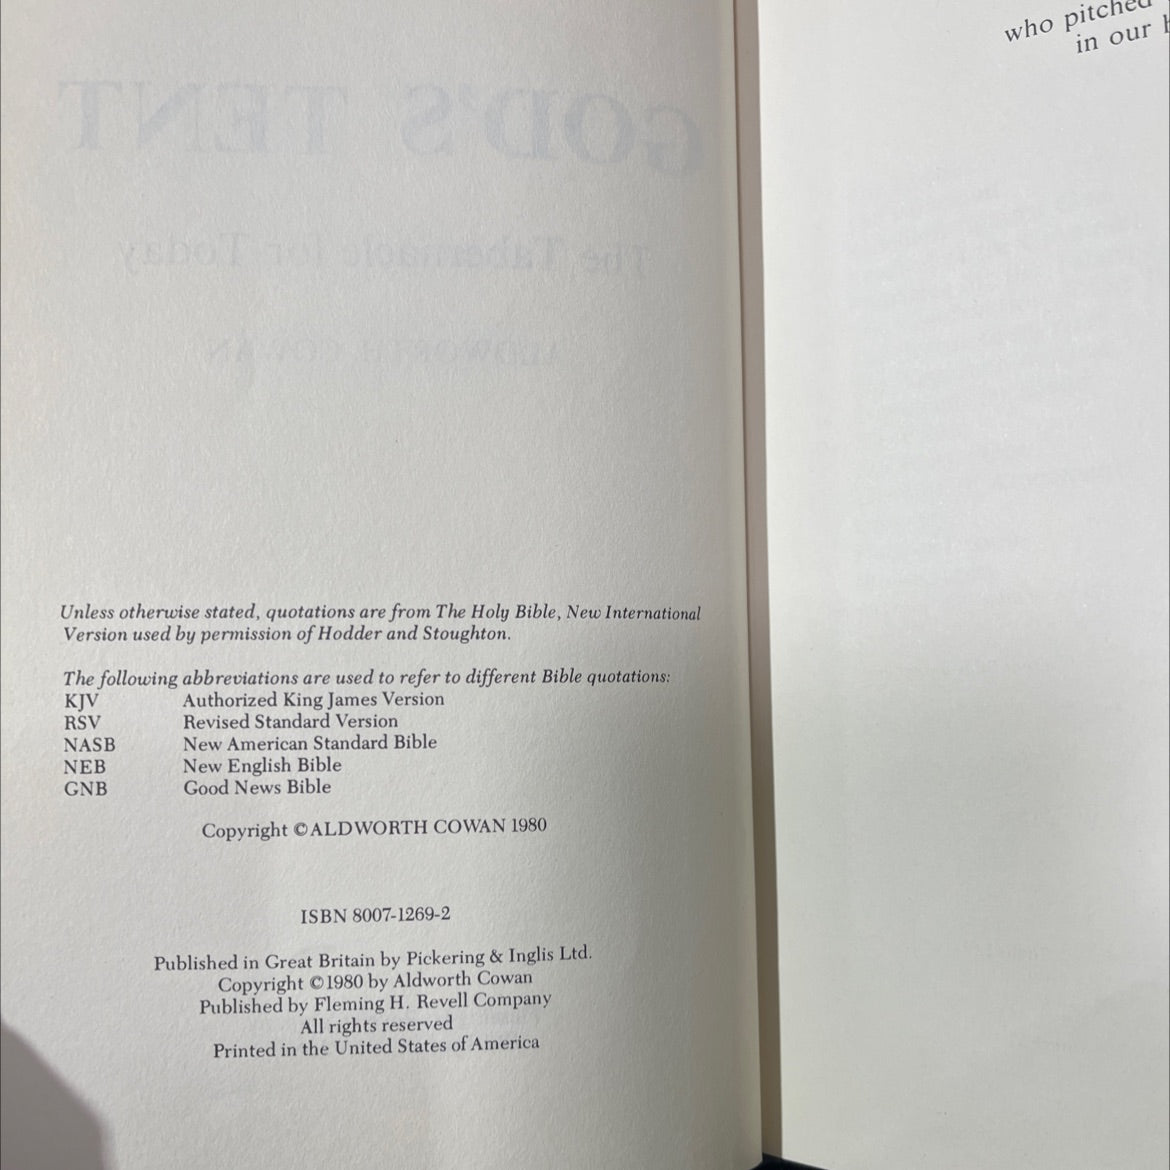 GOD'S TENT
The Tabernacle for Today
ALDWORTH COWAN
Unless otherwise stated, quotations are from The Holy Bible, New International
Version used by permission of Hodder and Stoughton.
The following abbreviations are used to refer to different Bible quotations:
KJV Authorized King James Version
RSV Revised Standard Version
NASB New American Standard Bible
NEB New English Bible
GNB Good News Bible
Copyright © ALDWORTH COWAN 1980
ISBN 8007-1269-2
Published in Great Britain by Pickering & Inglis Ltd.
Copyright © 1980 by Aldworth Cowan
Published by Fleming H. Revell Company
All rights reserved
Printed in the United States of America
who pitched
in our